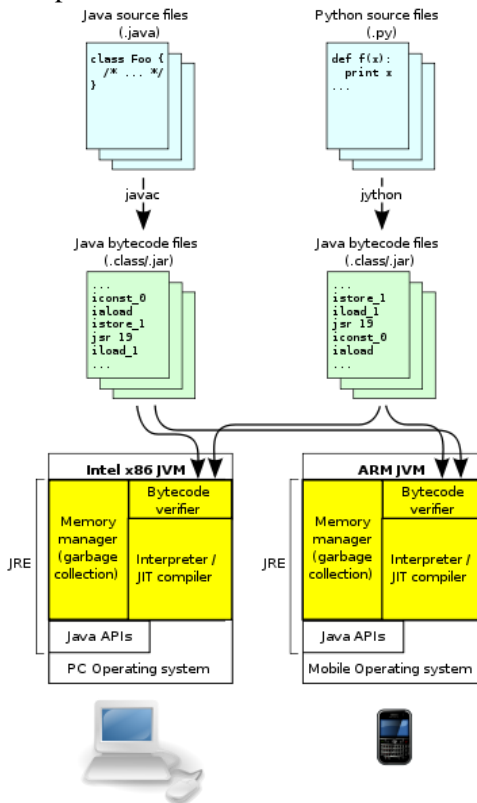 Java source files
(.java)
class Foo {
/* ... */
}
Python source files
(.py)
def f(x):
print x
...
javac
jython
Java bytecode files
(.class/.jar)
...
iconst_0
iaload
istore_1
jsr 19
iload_1
...
Java bytecode files
(.class/.jar)
...
istore_1
iload_1
jsr 19
iconst_0
iaload
...
Intel x86 JVM
JRE
Memory
manager
(garbage
collection)
Bytecode
verifier
Interpreter /
JIT compiler
Java APIs
PC Operating system
ARM JVM
JRE
Memory
manager
(garbage
collection)
Bytecode
verifier
Interpreter /
JIT compiler
Java APIs
Mobile Operating system